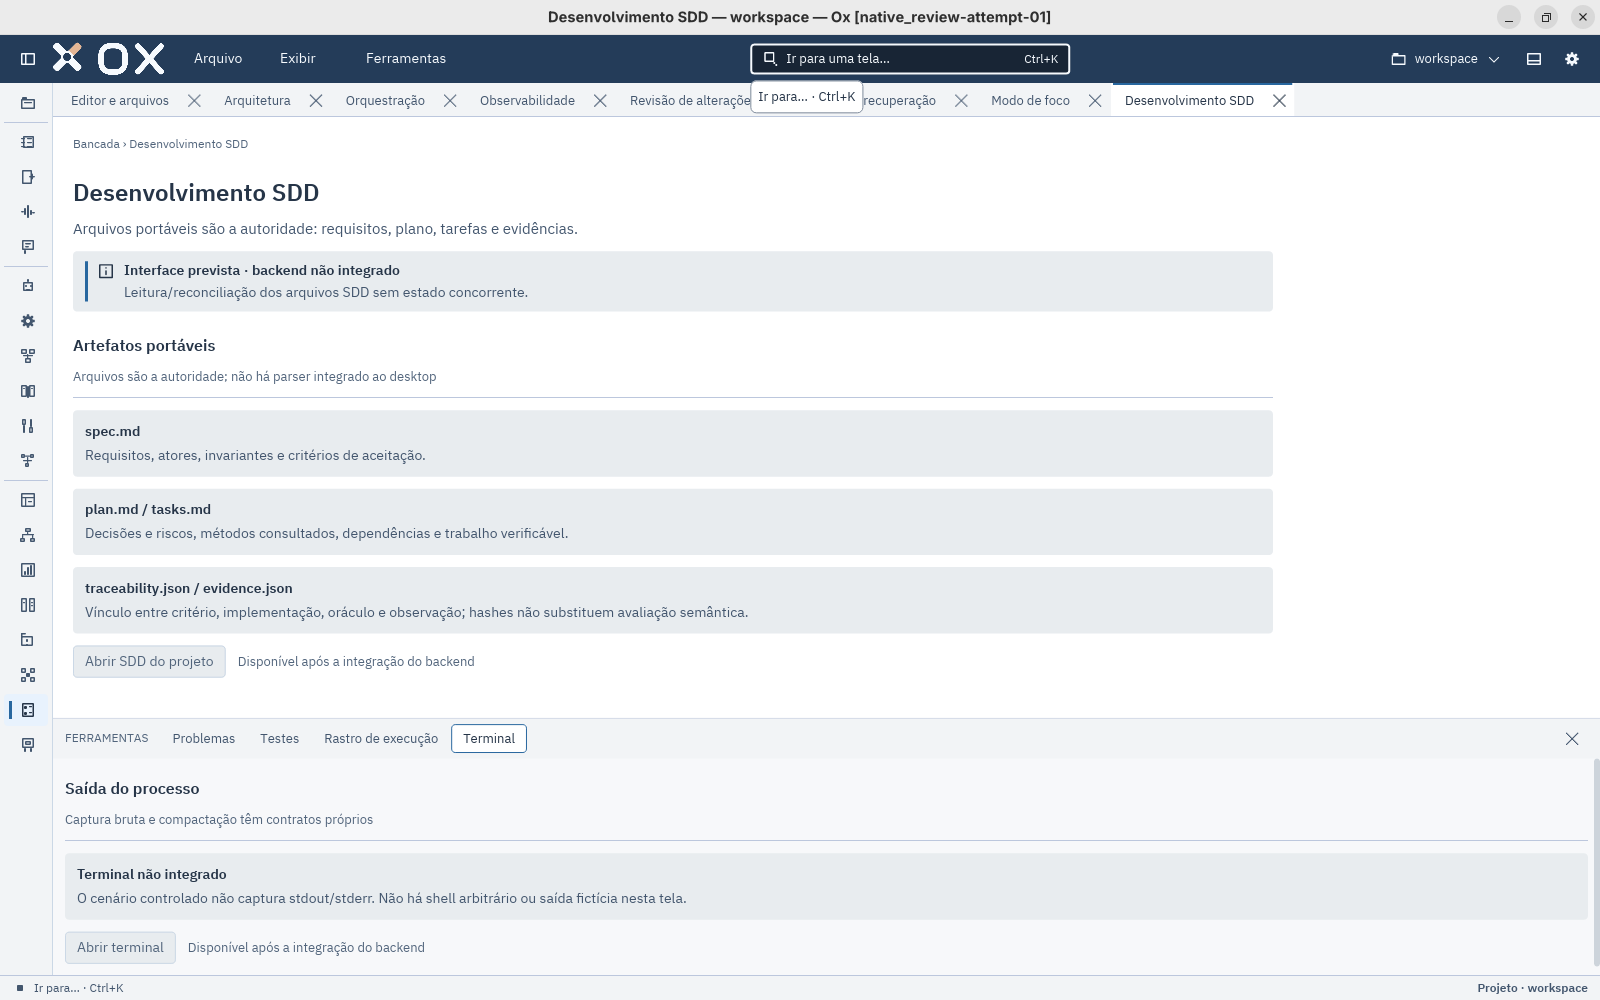 Desenvolvimento SDD — workspace — Ox [native_review-attempt-01]
OX
Arquivo
Exibir
Ferramentas
Ir para uma tela...
Ctrl+K
workspace
Editor e arquivos
Arquitetura
Orquestração
Observabilidade
Revisão de alteraçõe
Ir para... · Ctrl+K
recuperação
Modo de foco
Desenvolvimento SDD
Bancada › Desenvolvimento SDD
Desenvolvimento SDD
Arquivos portáveis são a autoridade: requisitos, plano, tarefas e evidências.
Interface prevista · backend não integrado
Leitura/reconciliação dos arquivos SDD sem estado concorrente.
Artefatos portáveis
Arquivos são a autoridade; não há parser integrado ao desktop
spec.md
Requisitos, atores, invariantes e critérios de aceitação.
plan.md / tasks.md
Decisões e riscos, métodos consultados, dependências e trabalho verificável.
traceability.json / evidence.json
Vínculo entre critério, implementação, oráculo e observação; hashes não substituem avaliação semântica.
Abrir SDD do projeto
Disponível após a integração do backend
FERRAMENTAS
Problemas
Testes
Rastro de execução
Terminal
Saída do processo
Captura bruta e compactação têm contratos próprios
Terminal não integrado
O cenário controlado não captura stdout/stderr. Não há shell arbitrário ou saída fictícia nesta tela.
Abrir terminal
Disponível após a integração do backend
Ir para... · Ctrl+K
Projeto · workspace